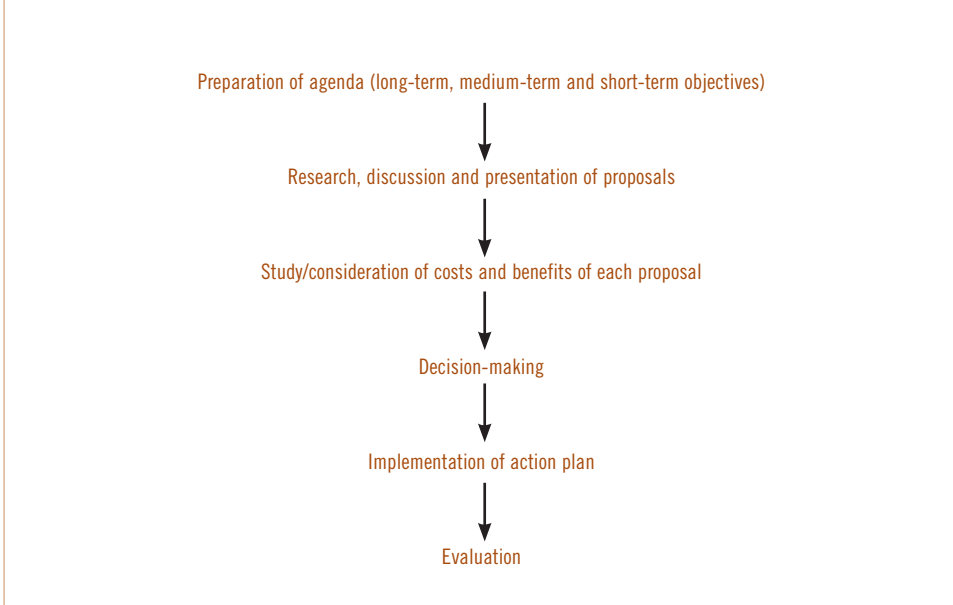 Preparation of agenda (long-term, medium-term and short-term objectives)
Research, discussion and presentation of proposals
Study/consideration of costs and benefits of each proposal
Decision-making
Implementation of action plan
Evaluation